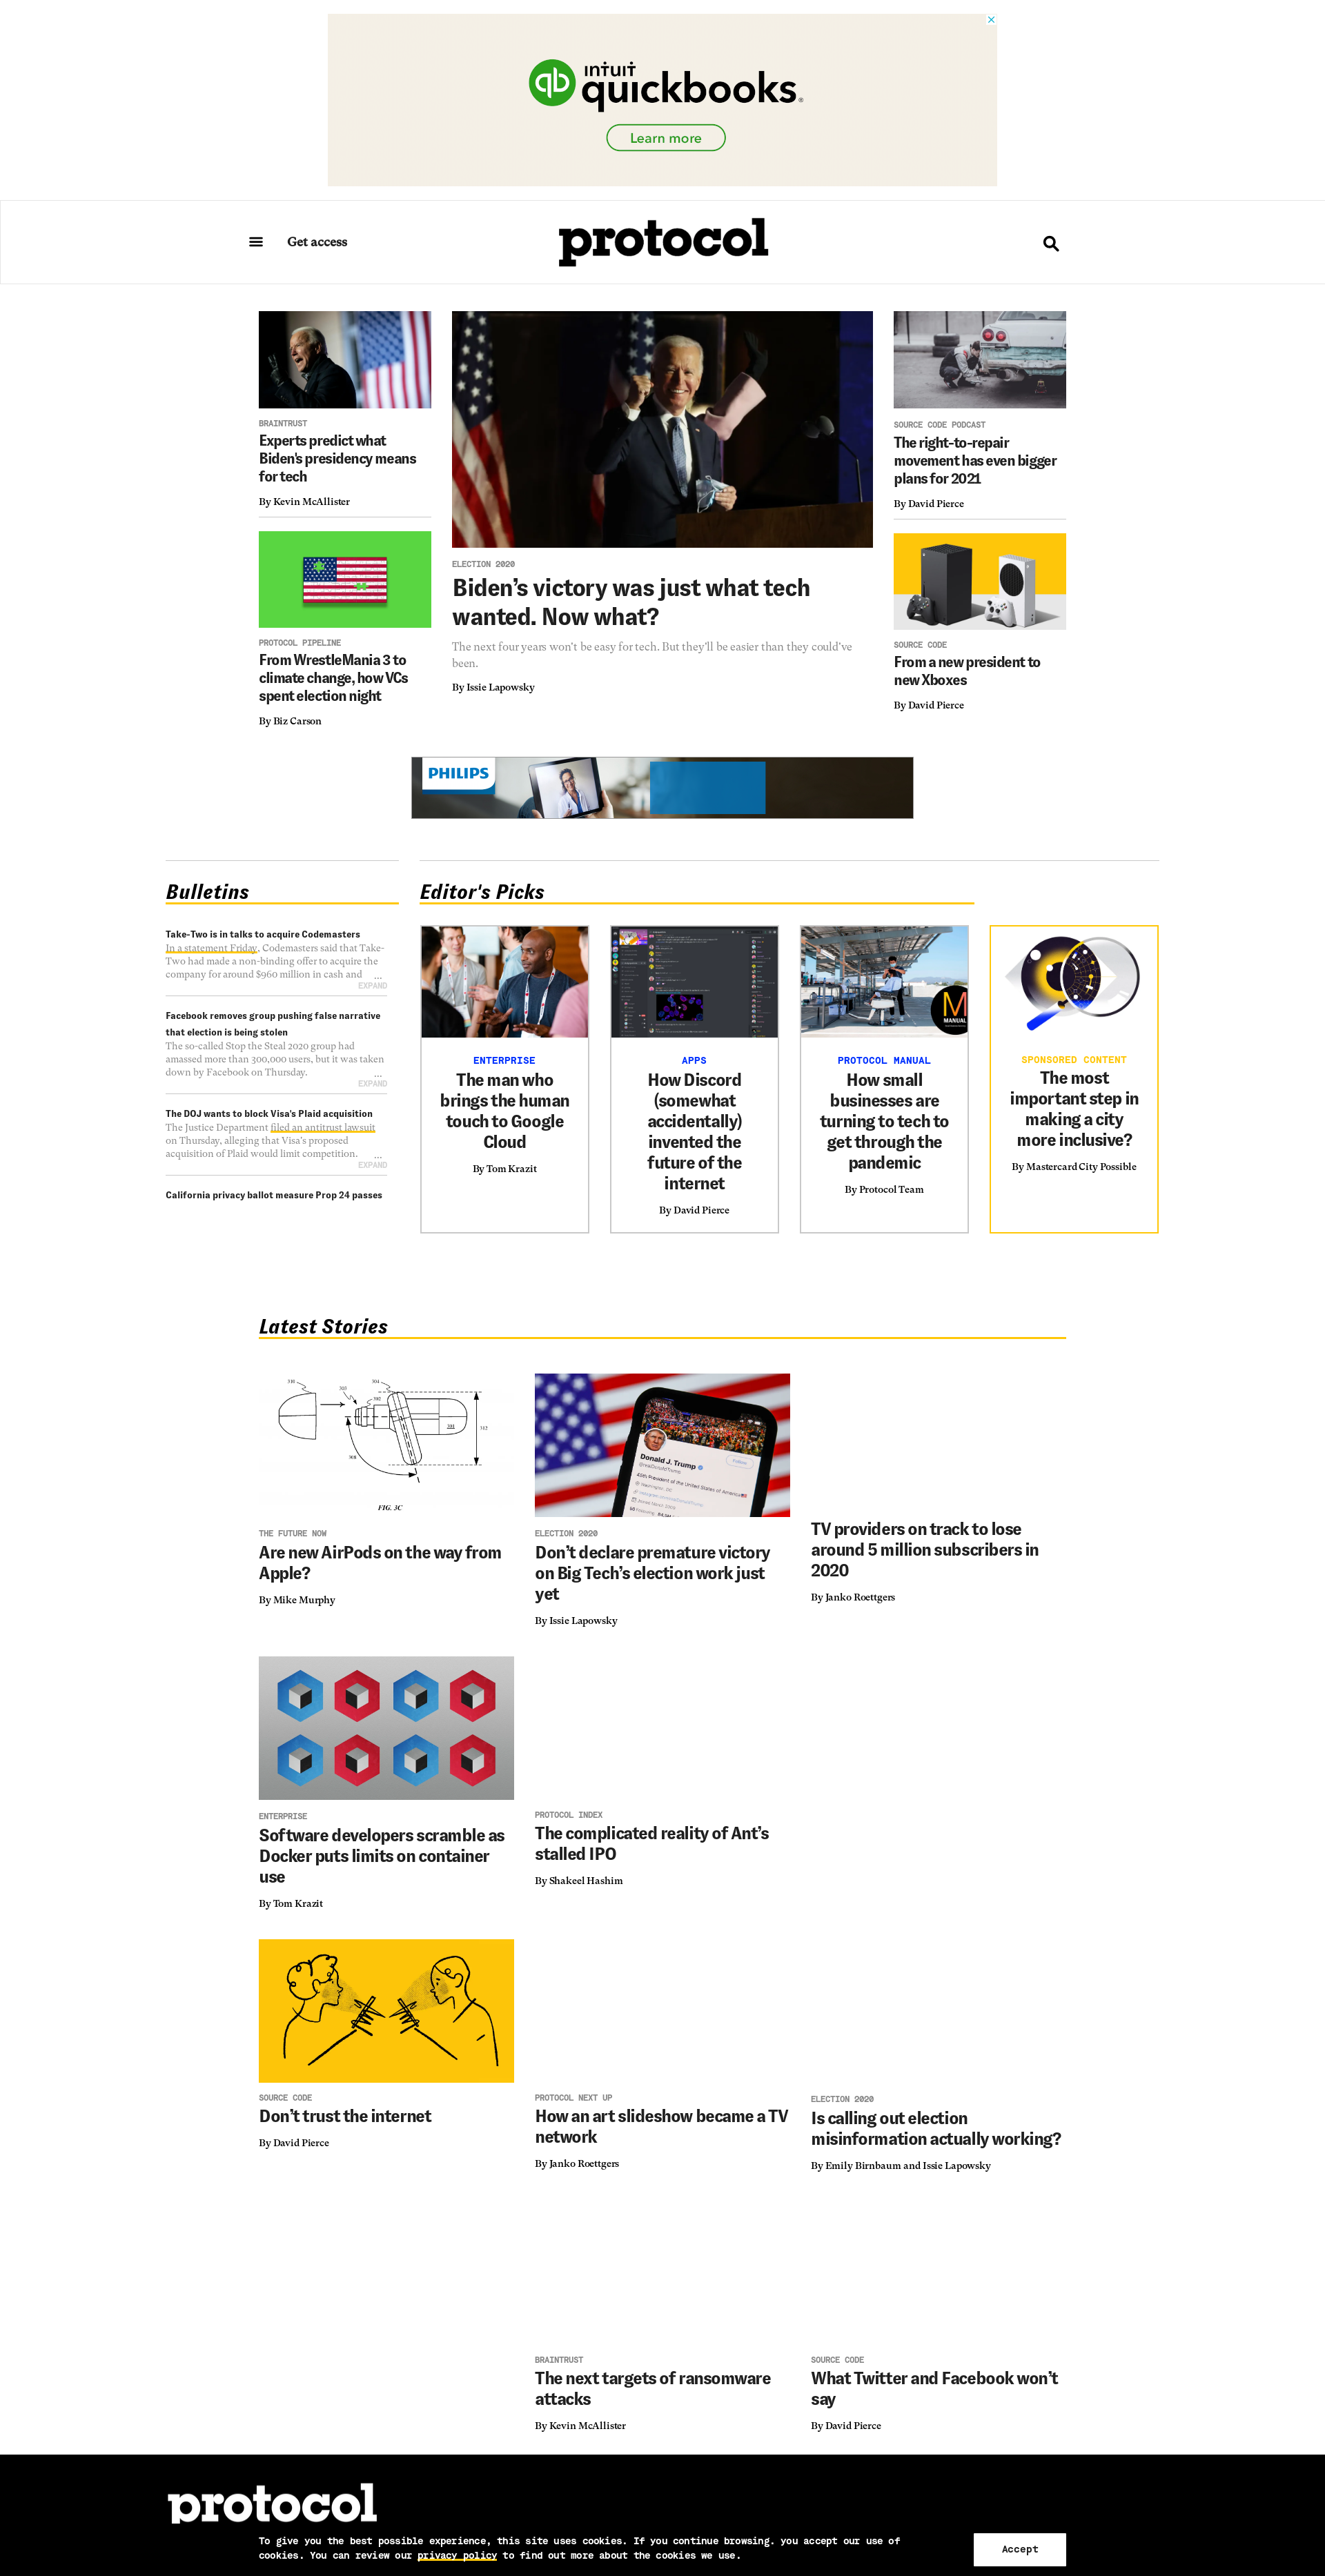 INTUIT
quickbooks
Learn more
Get access
protocol
BRAINTRUST
Experts predict what
Biden's presidency means
for tech
By Kevin McAllister
PROTOCOL PIPELINE
From WrestleMania 3 to
climate change, how VCs
spent election night
By Biz Carson
ELECTION 2020
Biden’s victory was just what tech
wanted. Now what?
The next four years won’t be easy for tech. But they’ll be easier than they could’ve
been.
By Issie Lapowsky
SOURCE CODE PODCAST
The right-to-repair
movement has even bigger
plans for 2021
By David Pierce
SOURCE CODE
From a new president to
new Xboxes
By David Pierce
PHILIPS
Bulletins
Take-Two is in talks to acquire Codemasters
In a statement Friday, Codemasters said that Take-
Two had made a non-binding offer to acquire the
company for around $960 million in cash and ...
EXPAND
Facebook removes group pushing false narrative
that election is being stolen
The so-called Stop the Steal 2020 group had
amassed more than 300,000 users, but it was taken
down by Facebook on Thursday. ...
EXPAND
The DOJ wants to block Visa's Plaid acquisition
The Justice Department filed an antitrust lawsuit
on Thursday, alleging that Visa's proposed
acquisition of Plaid would limit competition. ...
EXPAND
California privacy ballot measure Prop 24 passes
Editor's Picks
ENTERPRISE
The man who
brings the human
touch to Google
Cloud
By Tom Krazit
APPS
How Discord
(somewhat
accidentally)
invented the
future of the
internet
By David Pierce
M
MANUAL
PROTOCOL MANUAL
How small
businesses are
turning to tech to
get through the
pandemic
By Protocol Team
SPONSORED CONTENT
The most
important step in
making a city
more inclusive?
By Mastercard City Possible
Latest Stories
310
303
304
302
301
312
308
FIG. 3C
THE FUTURE NOW
Are new AirPods on the way from
Apple?
By Mike Murphy
Donald J. Trump
@realDonaldTrump
Follow
45th President of the United States of America
ELECTION 2020
Don’t declare premature victory
on Big Tech’s election work just
yet
By Issie Lapowsky
TV providers on track to lose
around 5 million subscribers in
2020
By Janko Roettgers
ENTERPRISE
Software developers scramble as
Docker puts limits on container
use
By Tom Krazit
PROTOCOL INDEX
The complicated reality of Ant’s
stalled IPO
By Shakeel Hashim
SOURCE CODE
Don’t trust the internet
By David Pierce
PROTOCOL NEXT UP
How an art slideshow became a TV
network
By Janko Roettgers
ELECTION 2020
Is calling out election
misinformation actually working?
By Emily Birnbaum and Issie Lapowsky
BRAINTRUST
The next targets of ransomware
attacks
By Kevin McAllister
SOURCE CODE
What Twitter and Facebook won’t
say
By David Pierce
protocol
To give you the best possible experience, this site uses cookies. If you continue browsing. you accept our use of
cookies. You can review our privacy policy to find out more about the cookies we use.
Accept